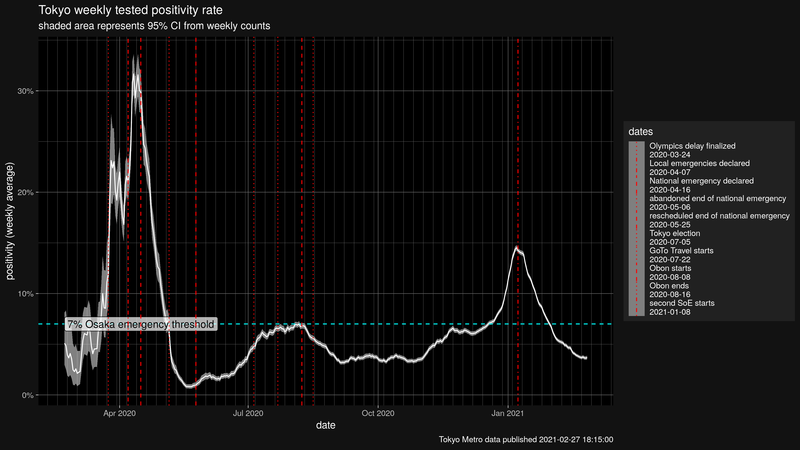 Tokyo weekly tested positivity rate
shaded area represents 95% CI from weekly counts
30%
20%
10%
0%
positivity (weekly average)
7% Osaka emergency threshold
Apr 2020
Jul 2020
Oct 2020
Jan 2021
date
dates
Olympics delay finalized
2020-03-24
Local emergencies declared
2020-04-07
National emergency declared
2020-04-16
abandoned end of national emergency
2020-05-06
rescheduled end of national emergency
2020-05-25
Tokyo election
2020-07-05
GoTo Travel starts
2020-07-22
Obon starts
2020-08-08
Obon ends
2020-08-16
second SoE starts
2021-01-08
Tokyo Metro data published 2021-02-27 18:15:00